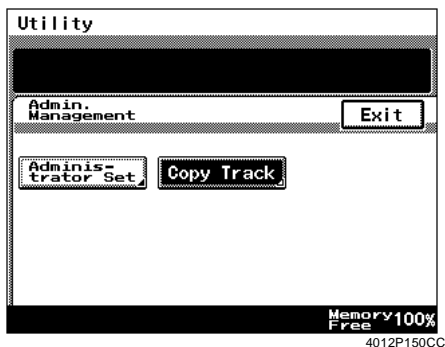 Utility
Admin.
Management
Exit
Adminis-
trator Set
Copy Track
Memory
Free 100%
4012P150CC